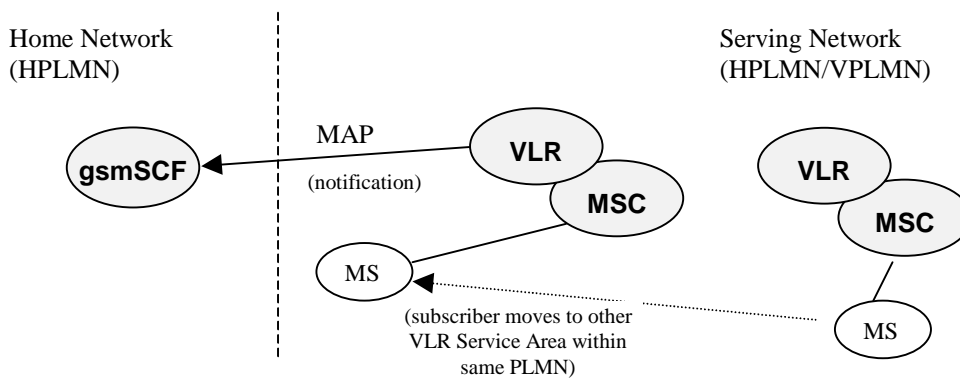 Home Network
(HPLMN)
Serving Network
(HPLMN/VPLMN)
MAP
(notification)
gsmSCF
VLR
MSC
VLR
MSC
MS
MS
(subscriber moves to other
VLR Service Area within
same PLMN)